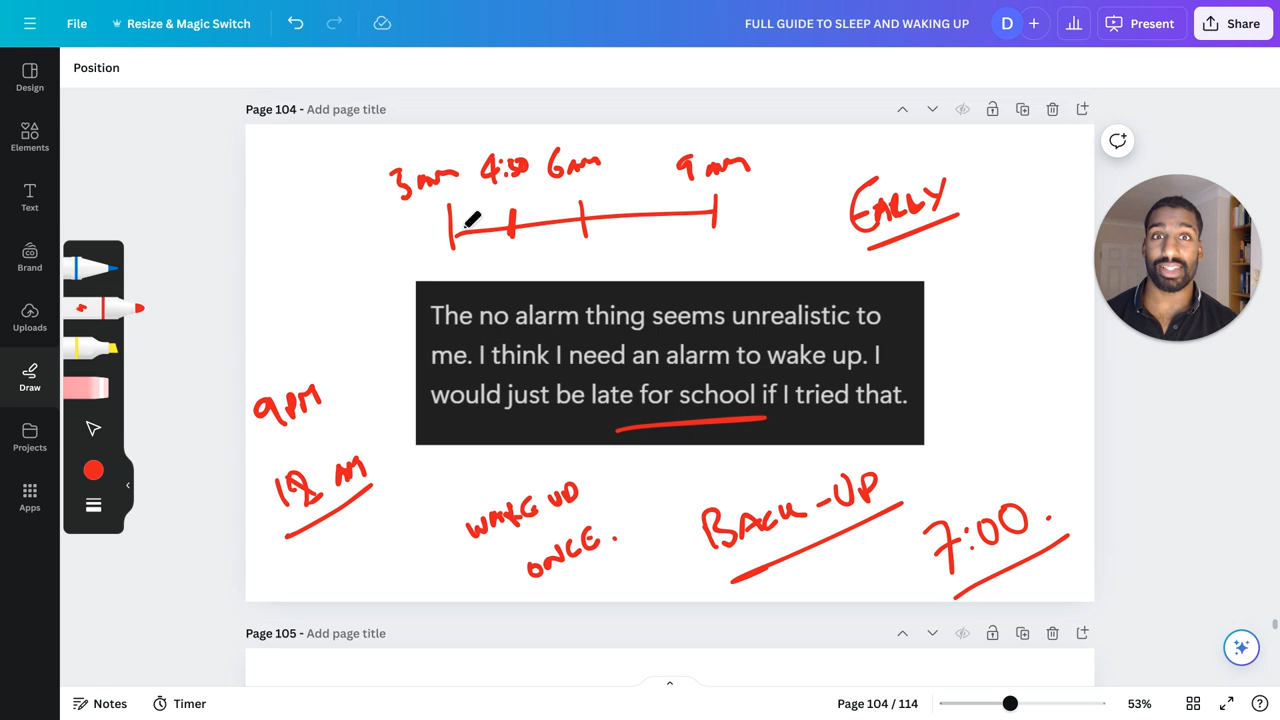 File
Resize & Magic Switch
FULL GUIDE TO SLEEP AND WAKING UP
D
Present
Share
Design
Elements
Text
Brand
Uploads
Draw
Projects
Apps
Position
Page 104 - Add page title
4:30 6am
9 am
EARLY
The no alarm thing seems unrealistic to
me. I think I need an alarm to wake up. I
would just be late for school if I tried that.
9PM
AM
WAKE UP
ONCE.
BACK-UP
7:00.
Page 105 - Add page title
Notes
Timer
Page 104 / 114
53%